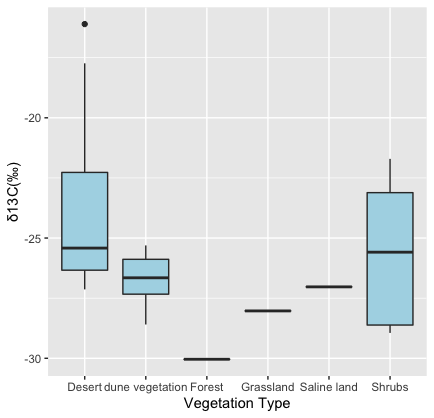 δ13C(‰)
-20
-25
-30
Desert dune vegetation Forest Grassland Saline land Shrubs
Vegetation Type